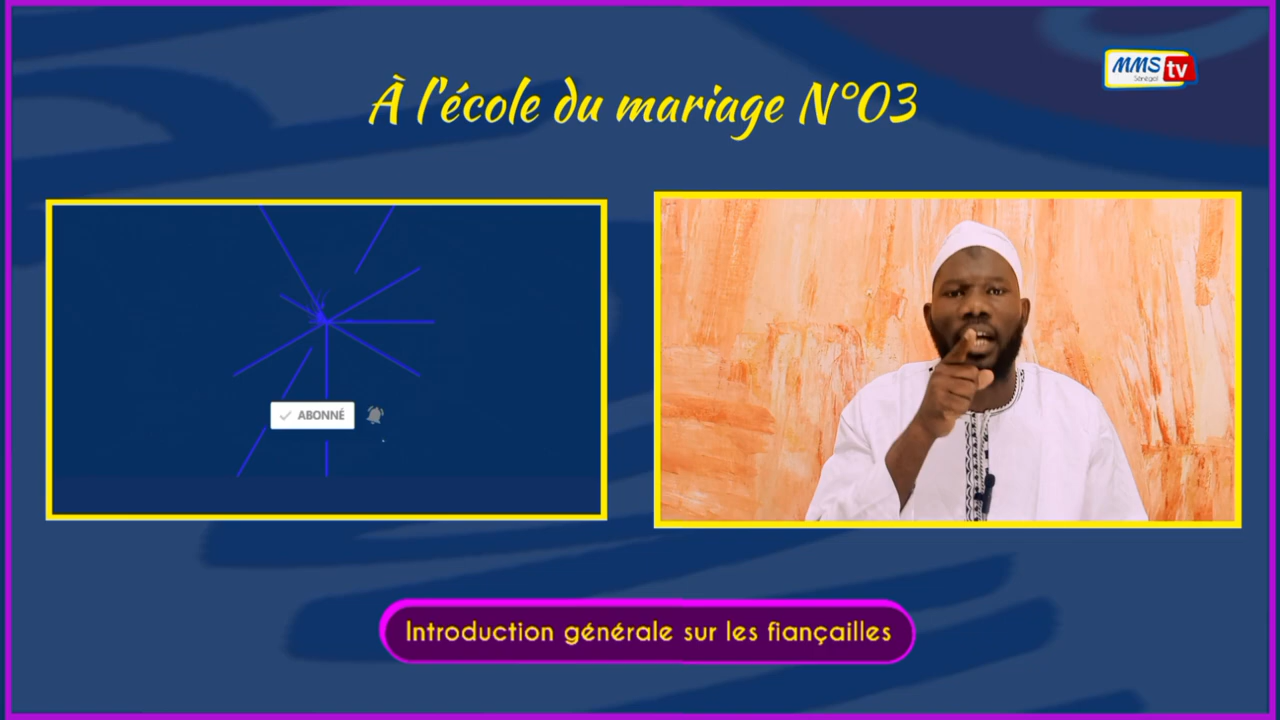 À l'école du mariage N°03
MMS
Sénégal
tv
ABONNÉ
Introduction générale sur les fiançailles